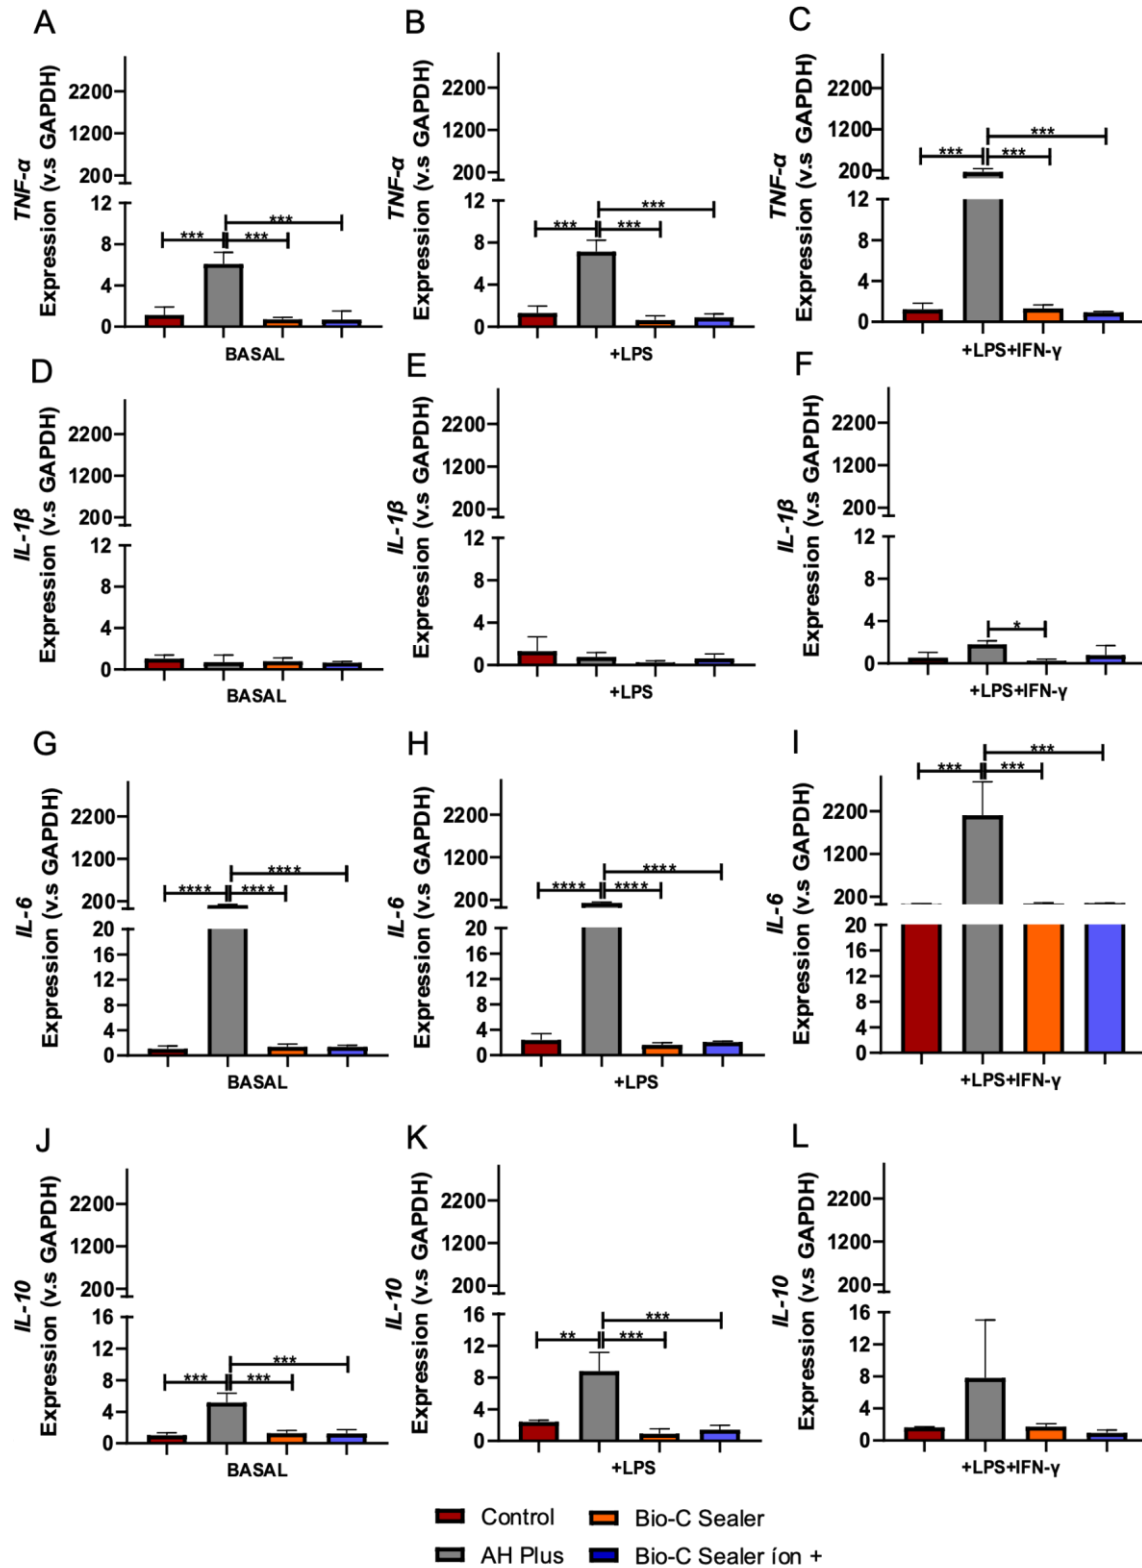 A
TNF-α
Expression (v.s GAPDH)
2200
1200
200
12
8
4
0
***
*** ***
BASAL
B
TNF-α
Expression (v.s GAPDH)
2200
1200
200
12
8
4
0
***
*** ***
+LPS
C
TNF-α
Expression (v.s GAPDH)
2200
1200
200
12
8
4
0
***
*** ***
+LPS+IFN-γ
D
IL-1β
Expression (v.s GAPDH)
2200
1200
200
12
8
4
0
BASAL
E
IL-1β
Expression (v.s GAPDH)
2200
1200
200
12
8
4
0
+LPS
F
IL-1β
Expression (v.s GAPDH)
2200
1200
200
12
8
4
0
*
+LPS+IFN-γ
G
IL-6
Expression (v.s GAPDH)
2200
1200
200
20
16
12
8
4
0
****
**** ****
BASAL
H
IL-6
Expression (v.s GAPDH)
2200
1200
200
20
16
12
8
4
0
****
**** ****
+LPS
I
IL-6
Expression (v.s GAPDH)
2200
1200
200
20
16
12
8
4
0
***
*** ***
+LPS+IFN-γ
J
IL-10
Expression (v.s GAPDH)
2200
1200
200
16
12
8
4
0
***
*** ***
BASAL
K
IL-10
Expression (v.s GAPDH)
2200
1200
200
16
12
8
4
0
***
** ***
+LPS
L
IL-10
Expression (v.s GAPDH)
2200
1200
200
16
12
8
4
0
+LPS+IFN-γ
Control
Bio-C Sealer
AH Plus
Bio-C Sealer íon +